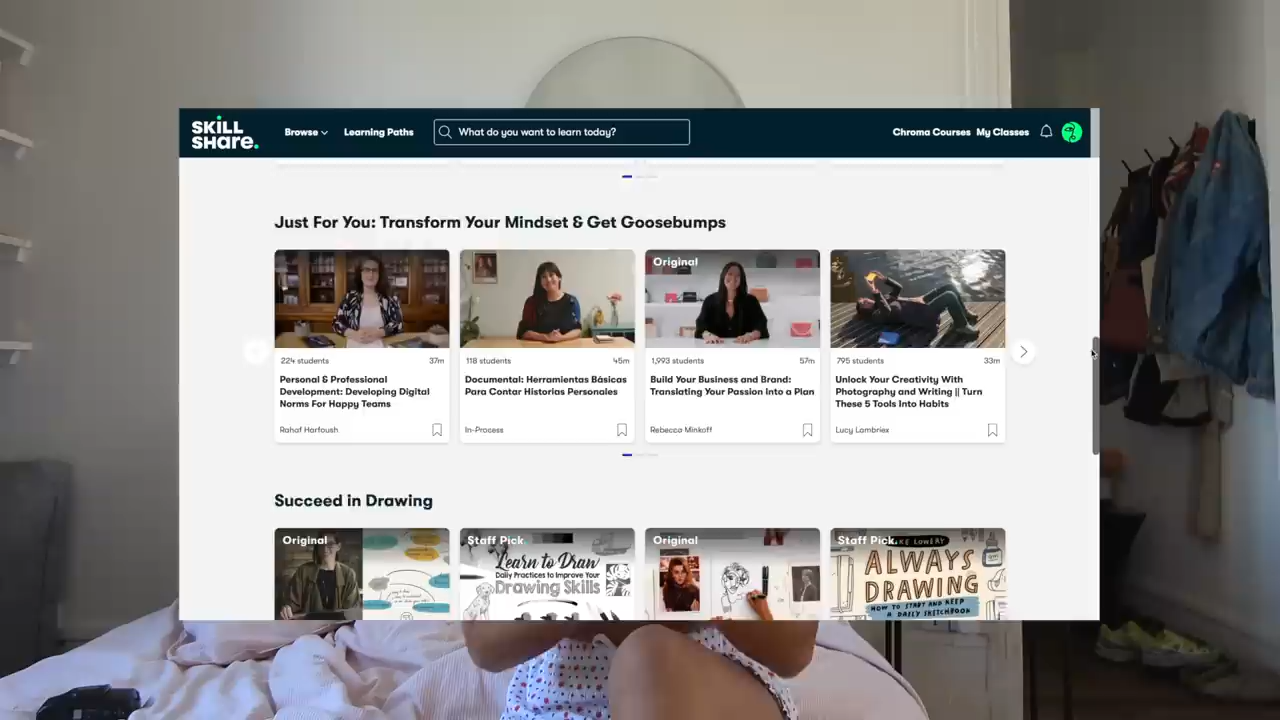 SKILL
SHARE.
Browse
Learning Paths
What do you want to learn today?
Chroma Courses
My Classes
Just For You: Transform Your Mindset & Get Goosebumps
Original
224 students
37m
118 students
45m
1,993 students
57m
795 students
33m
Personal & Professional
Development: Developing Digital
Norms For Happy Teams
Documental: Herramientas Básicas
Para Contar Historias Personales
Build Your Business and Brand:
Translating Your Passion into a Plan
Unlock Your Creativity With
Photography and Writing || Turn
These 5 Tools Into Habits
Rahaf Harfoush
In-Process
Rebecca Minkoff
Lucy Lambriex
Succeed in Drawing
Original
Staff Pick
Learn to Draw
Daily Practices to Improve Your
Drawing Skills
Original
Staff Pick
LOWERY
ALWAYS
DRAWING
HOW TO START AND KEEP
A DAILY SKETCHBOOK